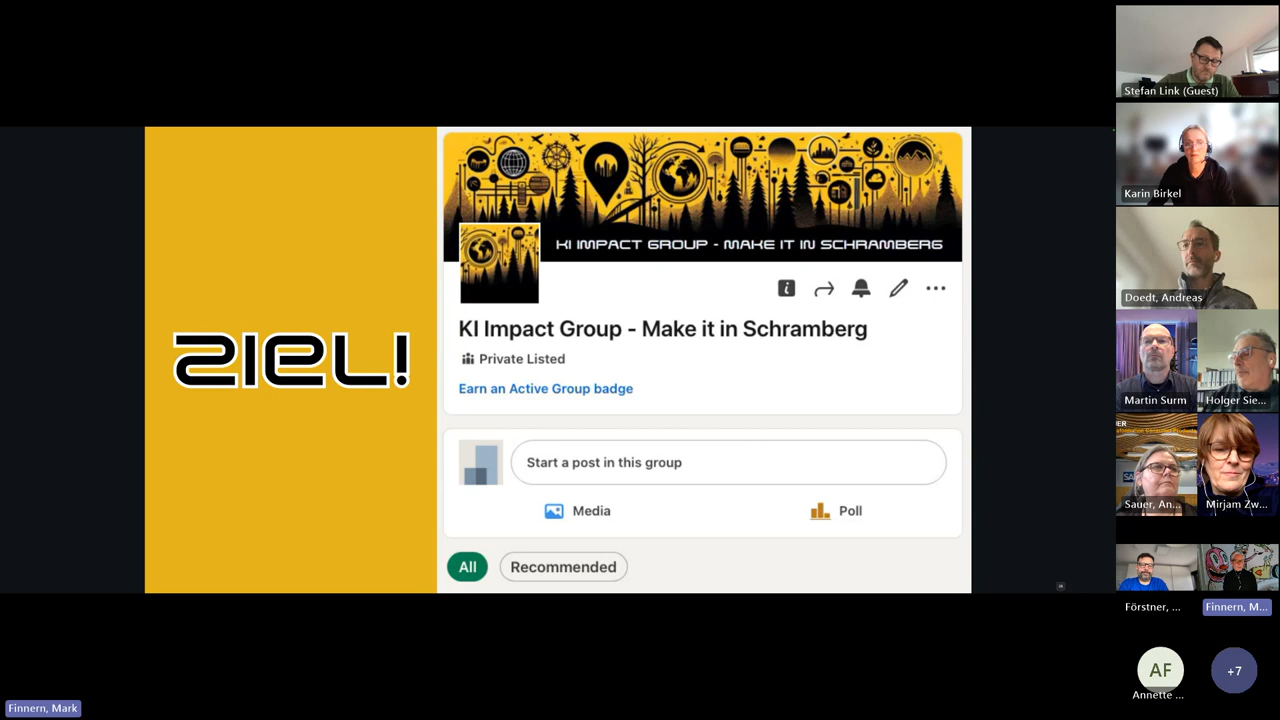 ZIEL!
KI IMPACT GROUP - MAKE IT IN SCHRAMBERG
KI Impact Group - Make it in Schramberg
Private Listed
Earn an Active Group badge
Start a post in this group
Media
Poll
All
Recommended
Stefan Link (Guest)
Karin Birkel
Doedt, Andreas
Martin Surm
Holger Sie...
Sauer, An...
Mirjam Zw...
Förstner, ...
Finnern, M...
AF
Annette ...
+7
Finnern, Mark